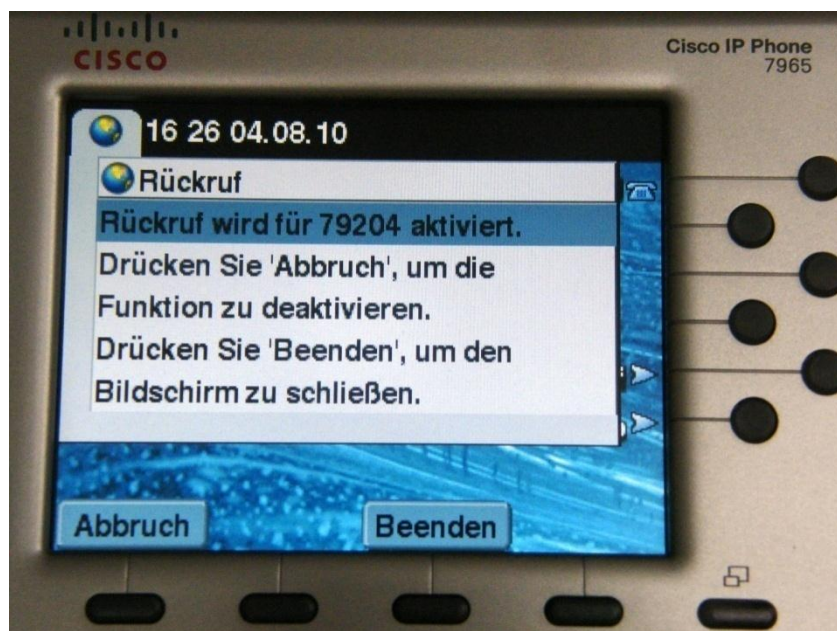 CISCO
Cisco IP Phone
7965
16 26 04.08.10
Rückruf
Rückruf wird für 79204 aktiviert.
Drücken Sie 'Abbruch', um die
Funktion zu deaktivieren.
Drücken Sie 'Beenden', um den
Bildschirm zu schließen.
Abbruch
Beenden